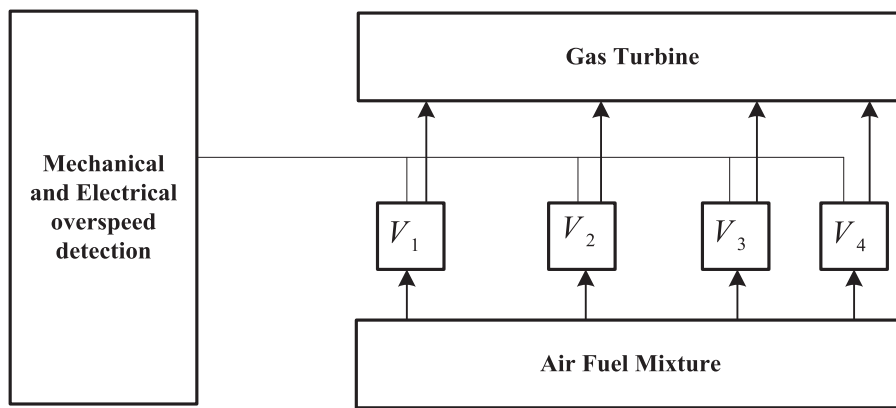 Gas Turbine
Mechanical
and Electrical
overspeed
detection
V1
V2
V3
V4
Air Fuel Mixture